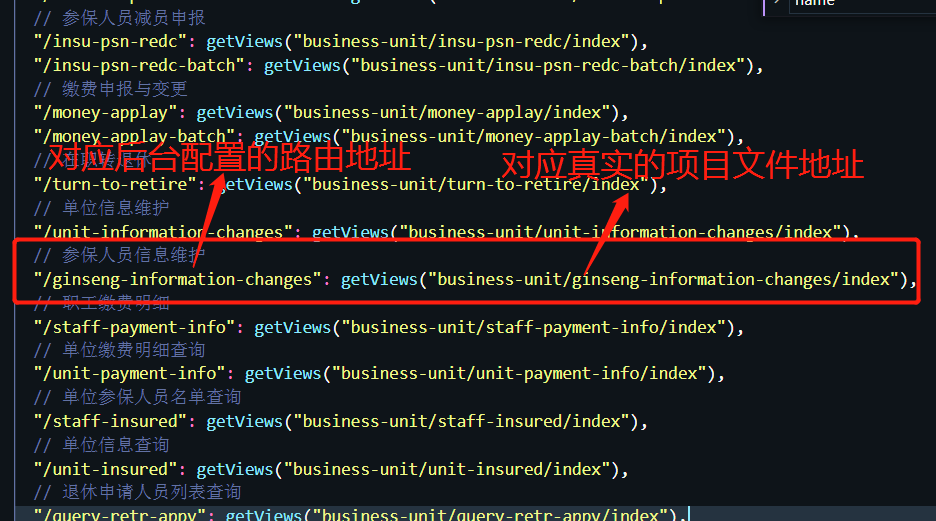 name
// 参保人员减员申报
"/insu-psn-redc": getViews("business-unit/insu-psn-redc/index"),
"/insu-psn-redc-batch": getViews("business-unit/insu-psn-redc-batch/index"),
// 缴费申报与变更
"/money-applay": getViews("business-unit/money-applay/index"),
"/money-applay-batch": getViews("business-unit/money-applay-batch/index"),
// 在职转退休
对应后台配置的路由地址
对应真实的项目文件地址
"/turn-to-retire": getViews("business-unit/turn-to-retire/index"),
// 单位信息维护
"/unit-information-changes": getViews("business-unit/unit-information-changes/index"),
// 参保人员信息维护
"/ginseng-information-changes": getViews("business-unit/ginseng-information-changes/index"),
// 职工缴费明细
"/staff-payment-info": getViews("business-unit/staff-payment-info/index"),
// 单位缴费明细查询
"/unit-payment-info": getViews("business-unit/unit-payment-info/index"),
// 单位参保人员名单查询
"/staff-insured": getViews("business-unit/staff-insured/index"),
// 单位信息查询
"/unit-insured": getViews("business-unit/unit-insured/index"),
// 退休申请人员列表查询
"/query-retr-appy": getViews("business-unit/query-retr-appy/index"),